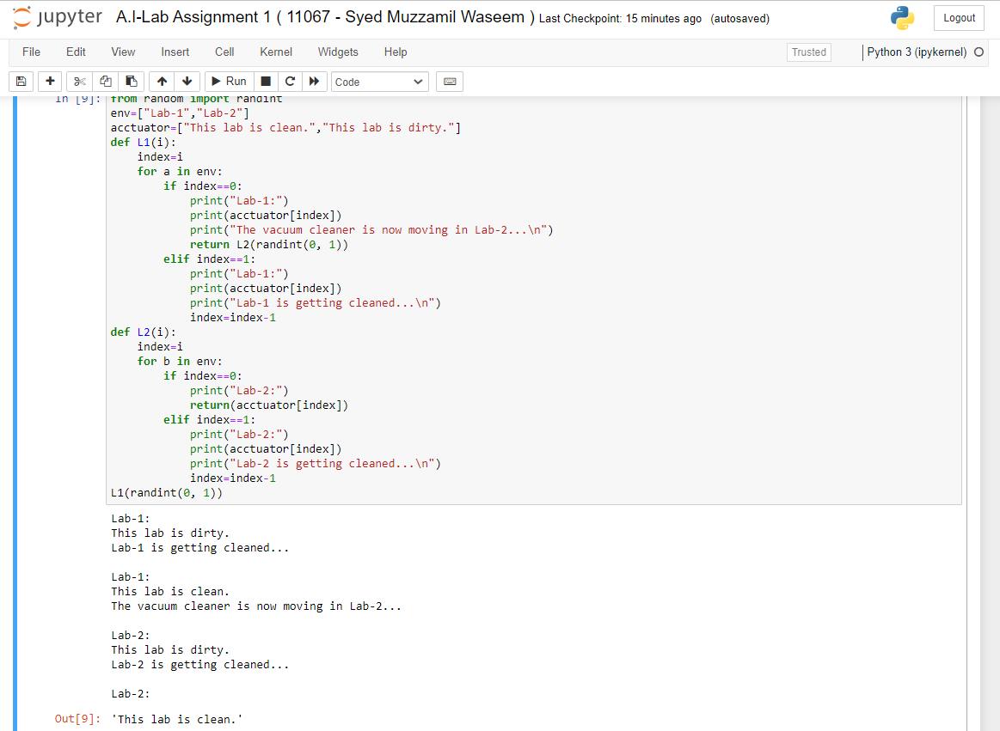 jupyter A.I-Lab Assignment 1 ( 11067 - Syed Muzzamil Waseem ) Last Checkpoint: 15 minutes ago (autosaved) Logout
File Edit View Insert Cell Kernel Widgets Help Trusted Python 3 (ipykernel)
Run Code
In [9]: from random import randint
env=["Lab-1","Lab-2"]
acctuator=["This lab is clean.","This lab is dirty."]
def L1(i):
    index=i
    for a in env:
        if index==0:
            print("Lab-1:")
            print(acctuator[index])
            print("The vacuum cleaner is now moving in Lab-2...\n")
            return L2(randint(0, 1))
        elif index==1:
            print("Lab-1:")
            print(acctuator[index])
            print("Lab-1 is getting cleaned...\n")
            index=index-1
def L2(i):
    index=i
    for b in env:
        if index==0:
            print("Lab-2:")
            return(acctuator[index])
        elif index==1:
            print("Lab-2:")
            print(acctuator[index])
            print("Lab-2 is getting cleaned...\n")
            index=index-1
L1(randint(0, 1))
Lab-1:
This lab is dirty.
Lab-1 is getting cleaned...
Lab-1:
This lab is clean.
The vacuum cleaner is now moving in Lab-2...
Lab-2:
This lab is dirty.
Lab-2 is getting cleaned...
Lab-2:
Out[9]: 'This lab is clean.'